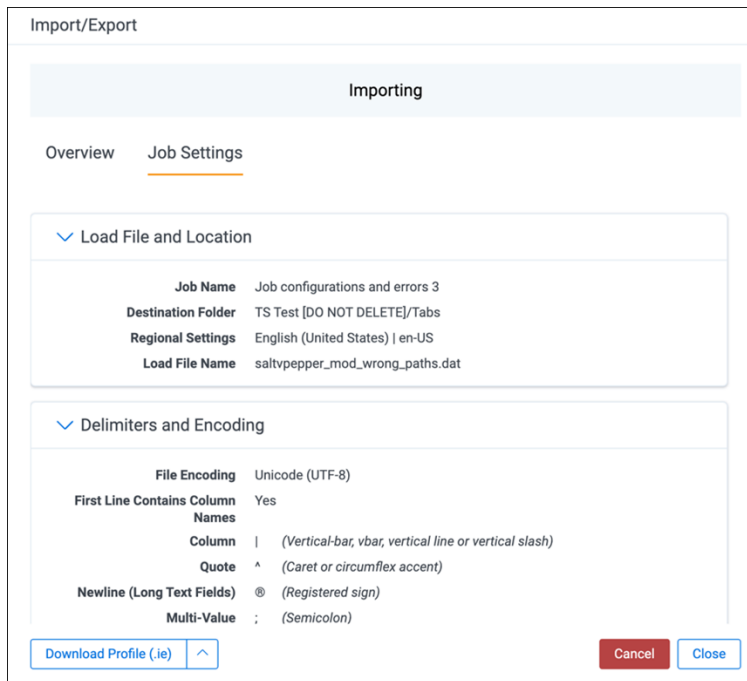 Import/Export
Importing
Overview Job Settings
Load File and Location
Job Name Job configurations and errors 3
Destination Folder TS Test [DO NOT DELETE]/Tabs
Regional Settings English (United States) | en-US
Load File Name saltvpepper_mod_wrong_paths.dat
Delimiters and Encoding
File Encoding Unicode (UTF-8)
First Line Contains Column Yes
Names
Column | (Vertical-bar, vbar, vertical line or vertical slash)
Quote ^ (Caret or circumflex accent)
Newline (Long Text Fields) ® (Registered sign)
Multi-Value ; (Semicolon)
Download Profile (.ie) Cancel Close